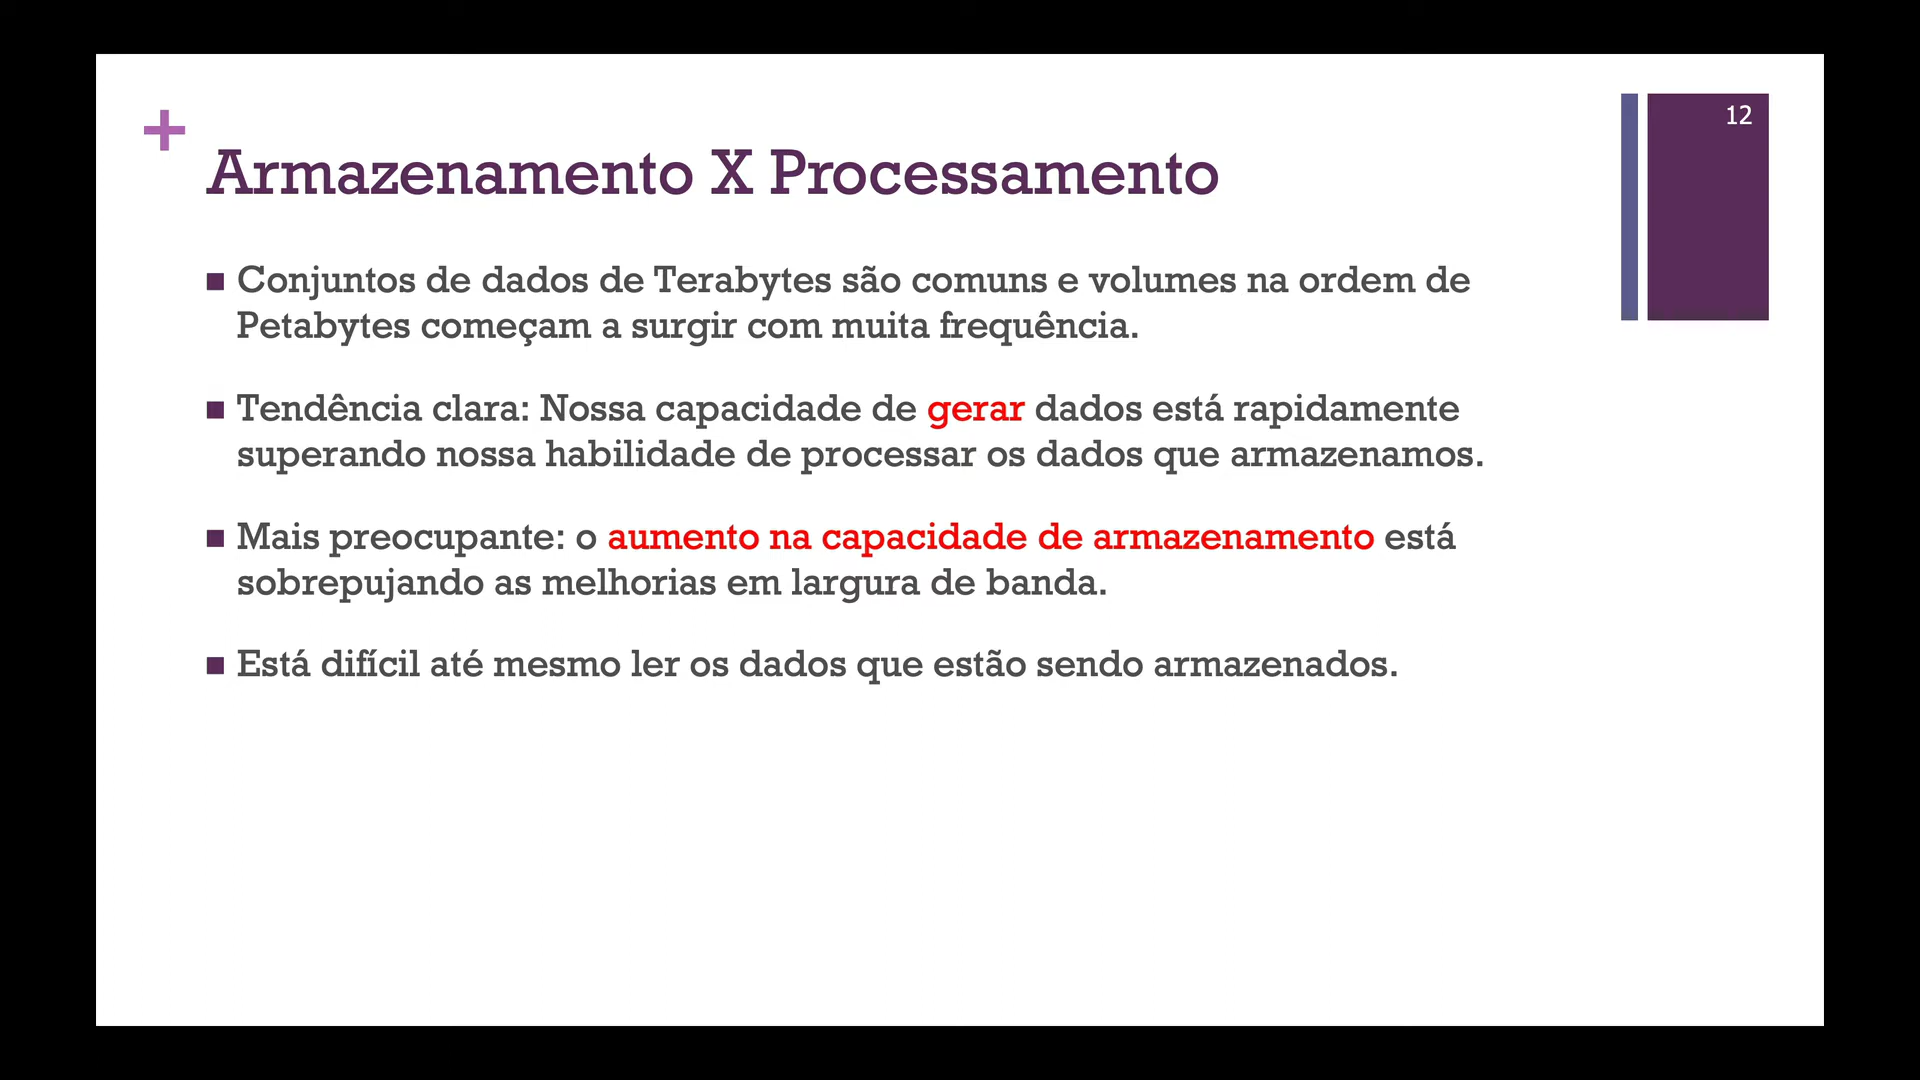 12
+
Armazenamento X Processamento
■ Conjuntos de dados de Terabytes são comuns e volumes na ordem de
Petabytes começam a surgir com muita frequência.
■ Tendência clara: Nossa capacidade de gerar dados está rapidamente
superando nossa habilidade de processar os dados que armazenamos.
■ Mais preocupante: o aumento na capacidade de armazenamento está
sobrepujando as melhorias em largura de banda.
■ Está difícil até mesmo ler os dados que estão sendo armazenados.